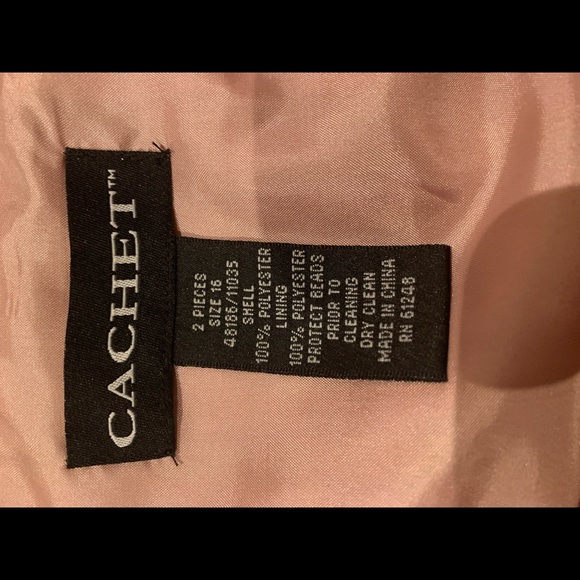 CACHET™
2 PIECES
SIZE 16
48186/11035
SHELL
100% POLYESTER
LINING
100% POLYESTER
PROTECT BEADS
PRIOR TO
CLEANING
DRY CLEAN
MADE IN CHINA
RN 61248